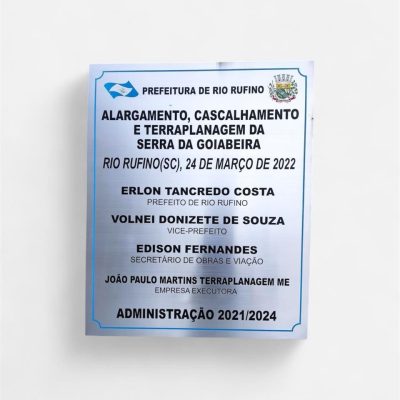 PREFEITURA DE RIO RUFINO
ALARGAMENTO, CASCALHAMENTO
E TERRAPLANAGEM DA
SERRA DA GOIABEIRA
RIO RUFINO(SC), 24 DE MARÇO DE 2022
ERLON TANCREDO COSTA
PREFEITO DE RIO RUFINO
VOLNEI DONIZETE DE SOUZA
VICE-PREFEITO
EDISON FERNANDES
SECRETÁRIO DE OBRAS E VIAÇÃO
JOÃO PAULO MARTINS TERRAPLANAGEM ME
EMPRESA EXECUTORA
ADMINISTRAÇÃO 2021/2024